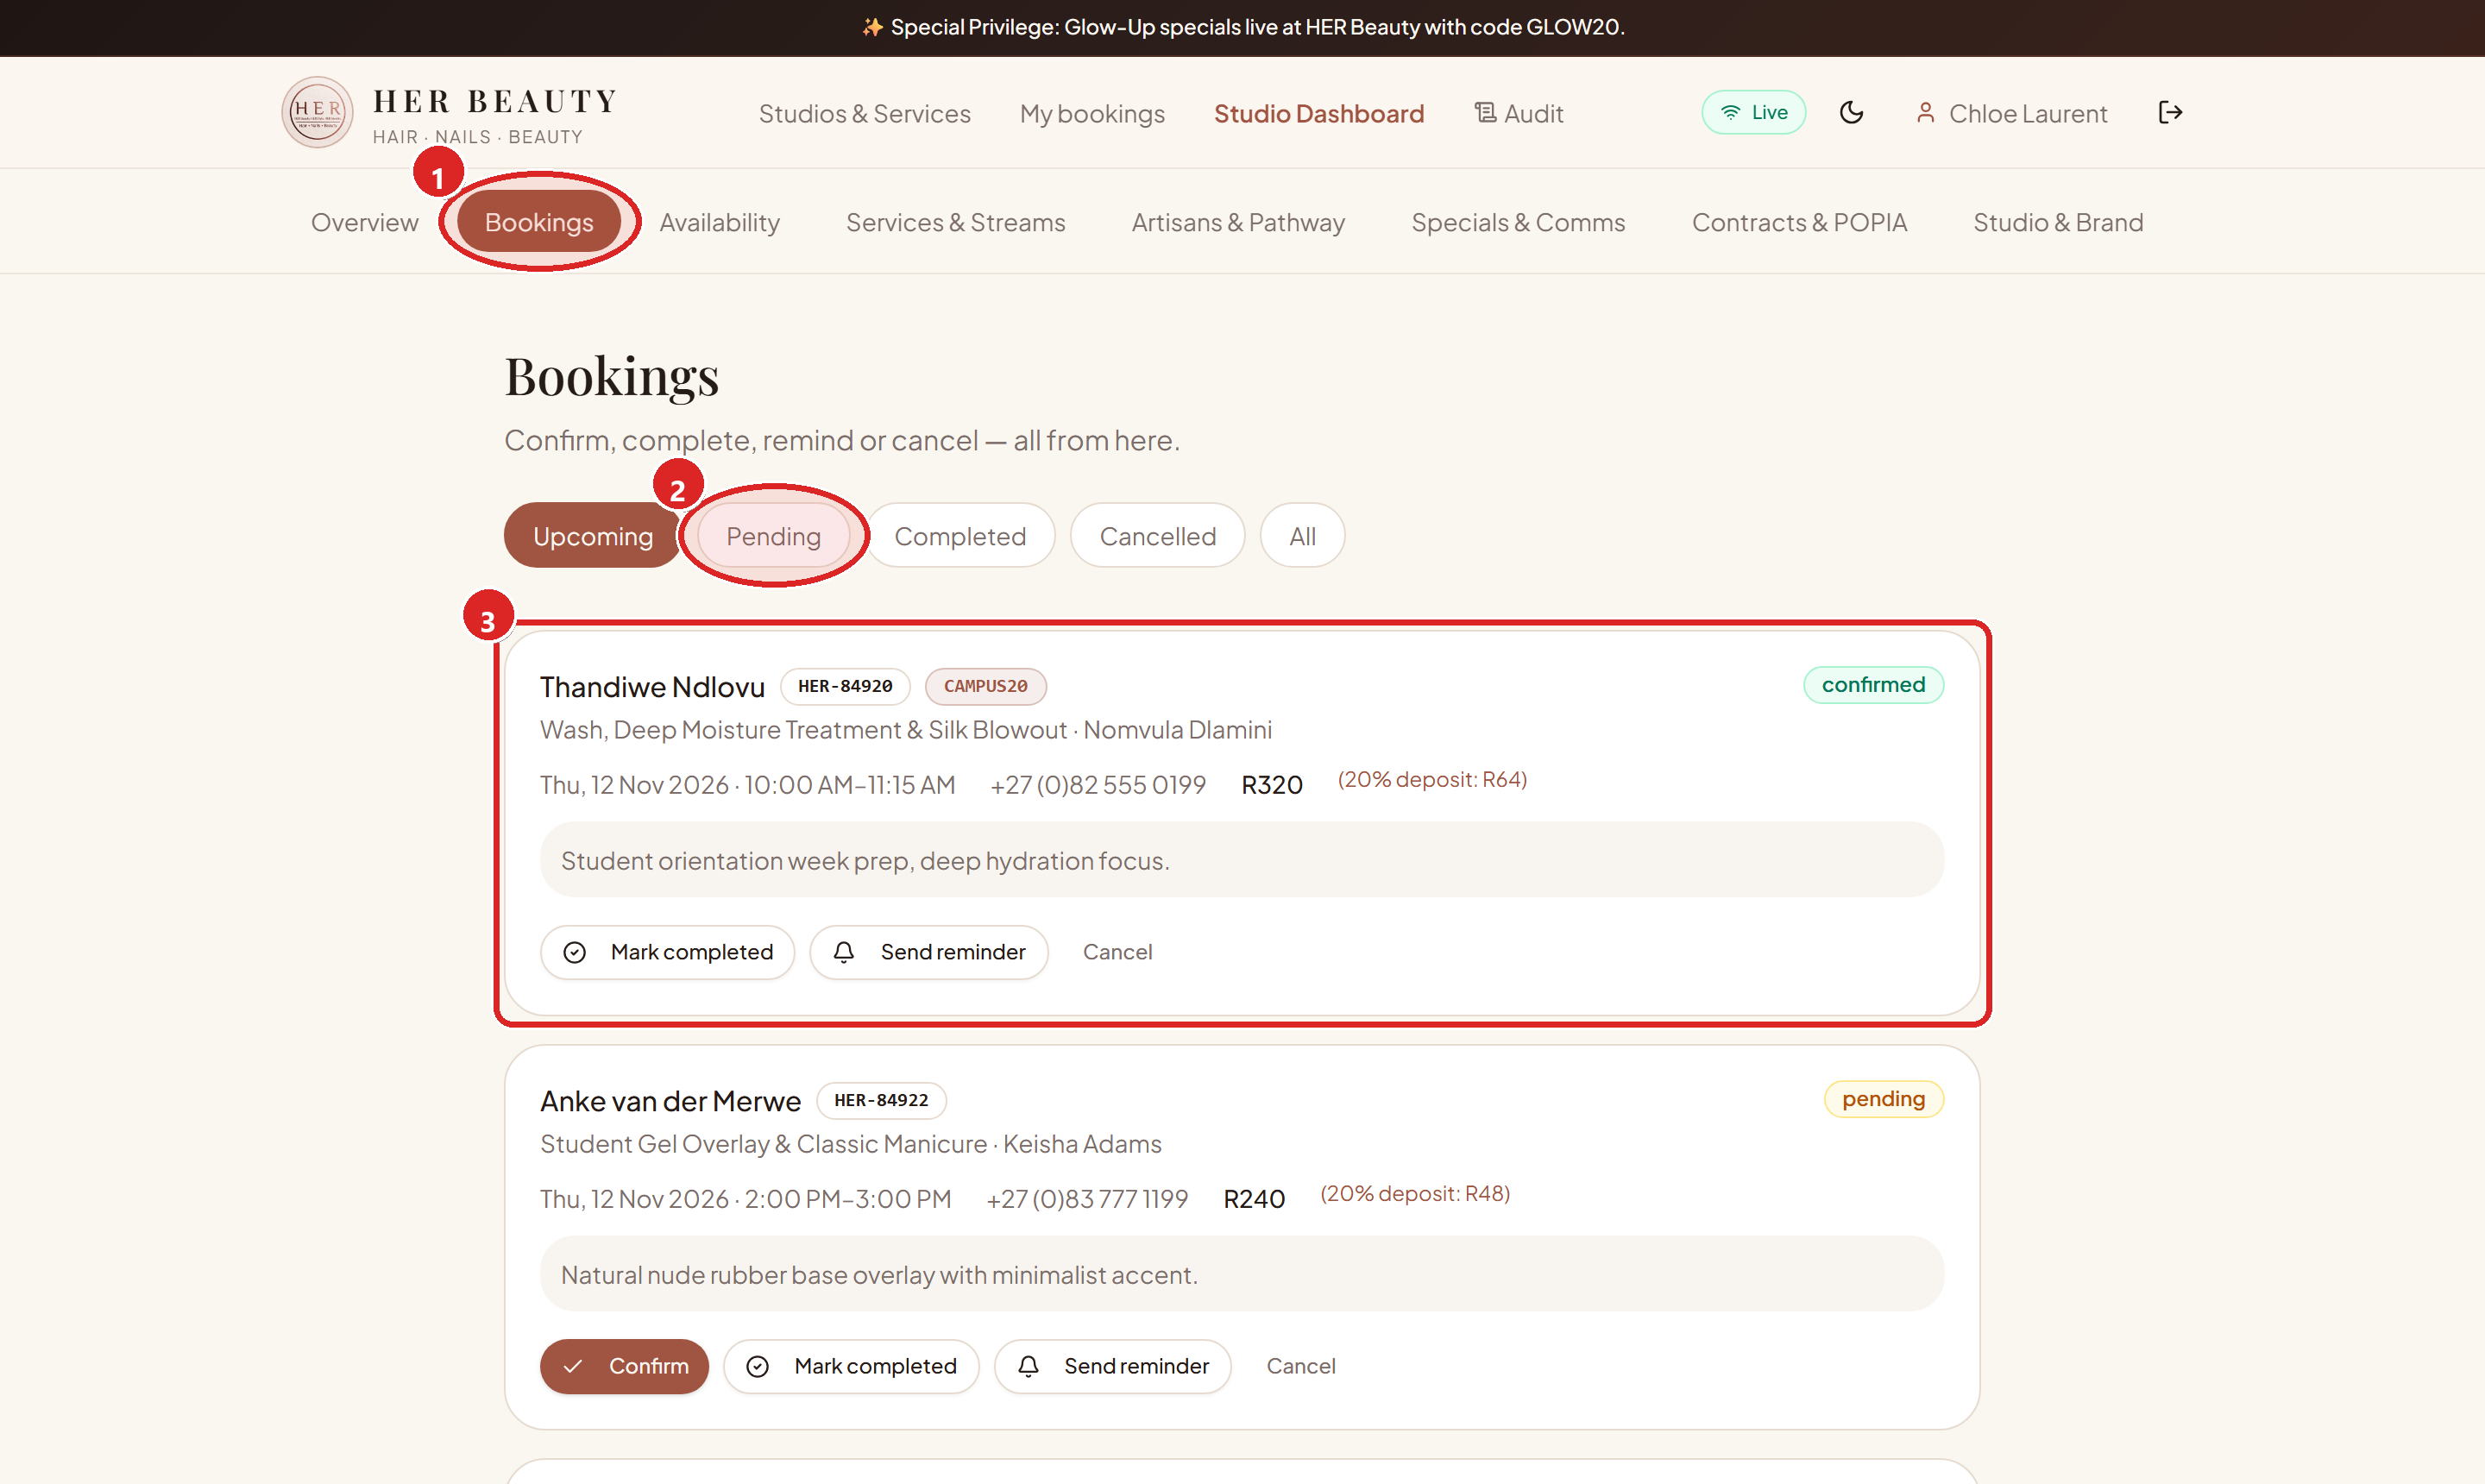 ✨ Special Privilege: Glow-Up specials live at HER Beauty with code GLOW20.
HER
HER BEAUTY
HAIR · NAILS · BEAUTY
Studios & Services
My bookings
Studio Dashboard
Audit
Live
Chloe Laurent
1
Overview
Bookings
Availability
Services & Streams
Artisans & Pathway
Specials & Comms
Contracts & POPIA
Studio & Brand
Bookings
Confirm, complete, remind or cancel — all from here.
2
Upcoming
Pending
Completed
Cancelled
All
3
Thandiwe Ndlovu HER-84920 CAMPUS20 confirmed
Wash, Deep Moisture Treatment & Silk Blowout · Nomvula Dlamini
Thu, 12 Nov 2026 · 10:00 AM–11:15 AM +27 (0)82 555 0199 R320 (20% deposit: R64)
Student orientation week prep, deep hydration focus.
Mark completed Send reminder Cancel
Anke van der Merwe HER-84922 pending
Student Gel Overlay & Classic Manicure · Keisha Adams
Thu, 12 Nov 2026 · 2:00 PM–3:00 PM +27 (0)83 777 1199 R240 (20% deposit: R48)
Natural nude rubber base overlay with minimalist accent.
Confirm Mark completed Send reminder Cancel